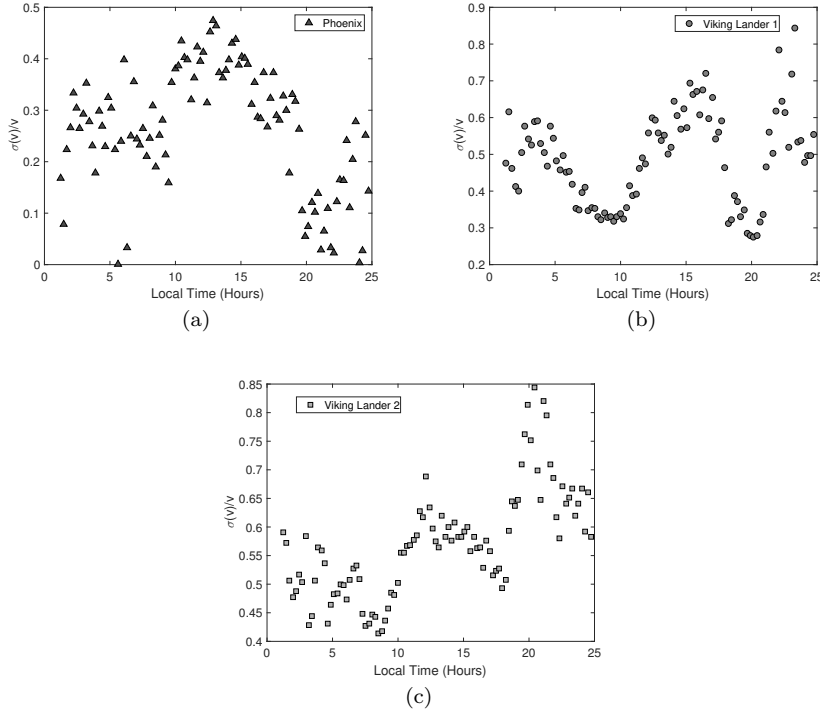 0.5
0.4
0.3
0.2
0.1
0
σ(v)/v
Phoenix
0 5 10 15 20 25
Local Time (Hours)
(a)
0.9
0.8
0.7
0.6
0.5
0.4
0.3
0.2
σ(v)/v
Viking Lander 1
0 5 10 15 20 25
Local Time (Hours)
(b)
0.85
0.8
0.75
0.7
0.65
0.6
0.55
0.5
0.45
0.4
σ(v)/v
Viking Lander 2
0 5 10 15 20 25
Local Time (Hours)
(c)